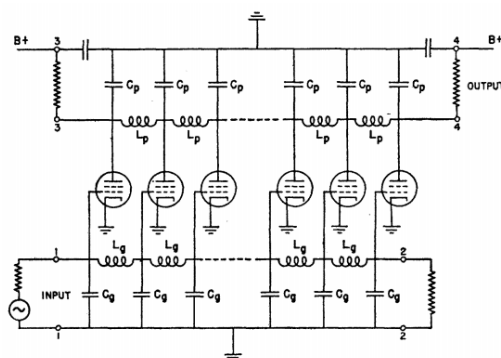 B+ 3 4 B+
Cp Cp Cp Cp Cp Cp
OUTPUT
3 Lp Lp Lp Lp 4
1 Lg Lg Lg Lg 2
INPUT
Cg Cg Cg Cg Cg Cg
1 2